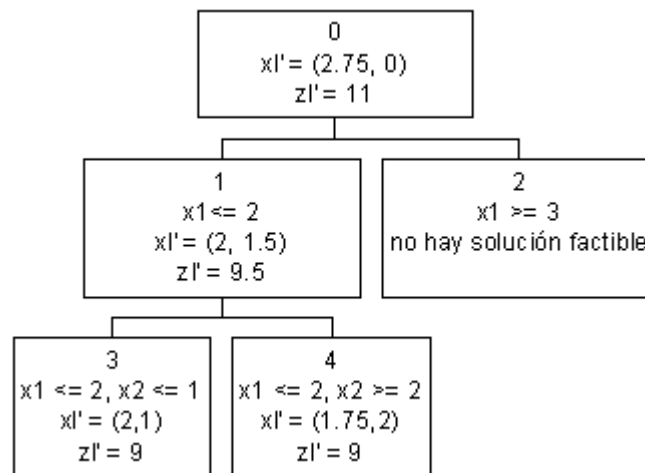 0
xl'= (2.75, 0)
zl'= 11
1
x1<= 2
xl'= (2, 1.5)
zl'= 9.5
2
x1 >= 3
no hay solución factible
3
x1 <= 2, x2 <= 1
xl'= (2,1)
zl'= 9
4
x1 <= 2, x2 >= 2
xl'= (1.75,2)
zl'= 9